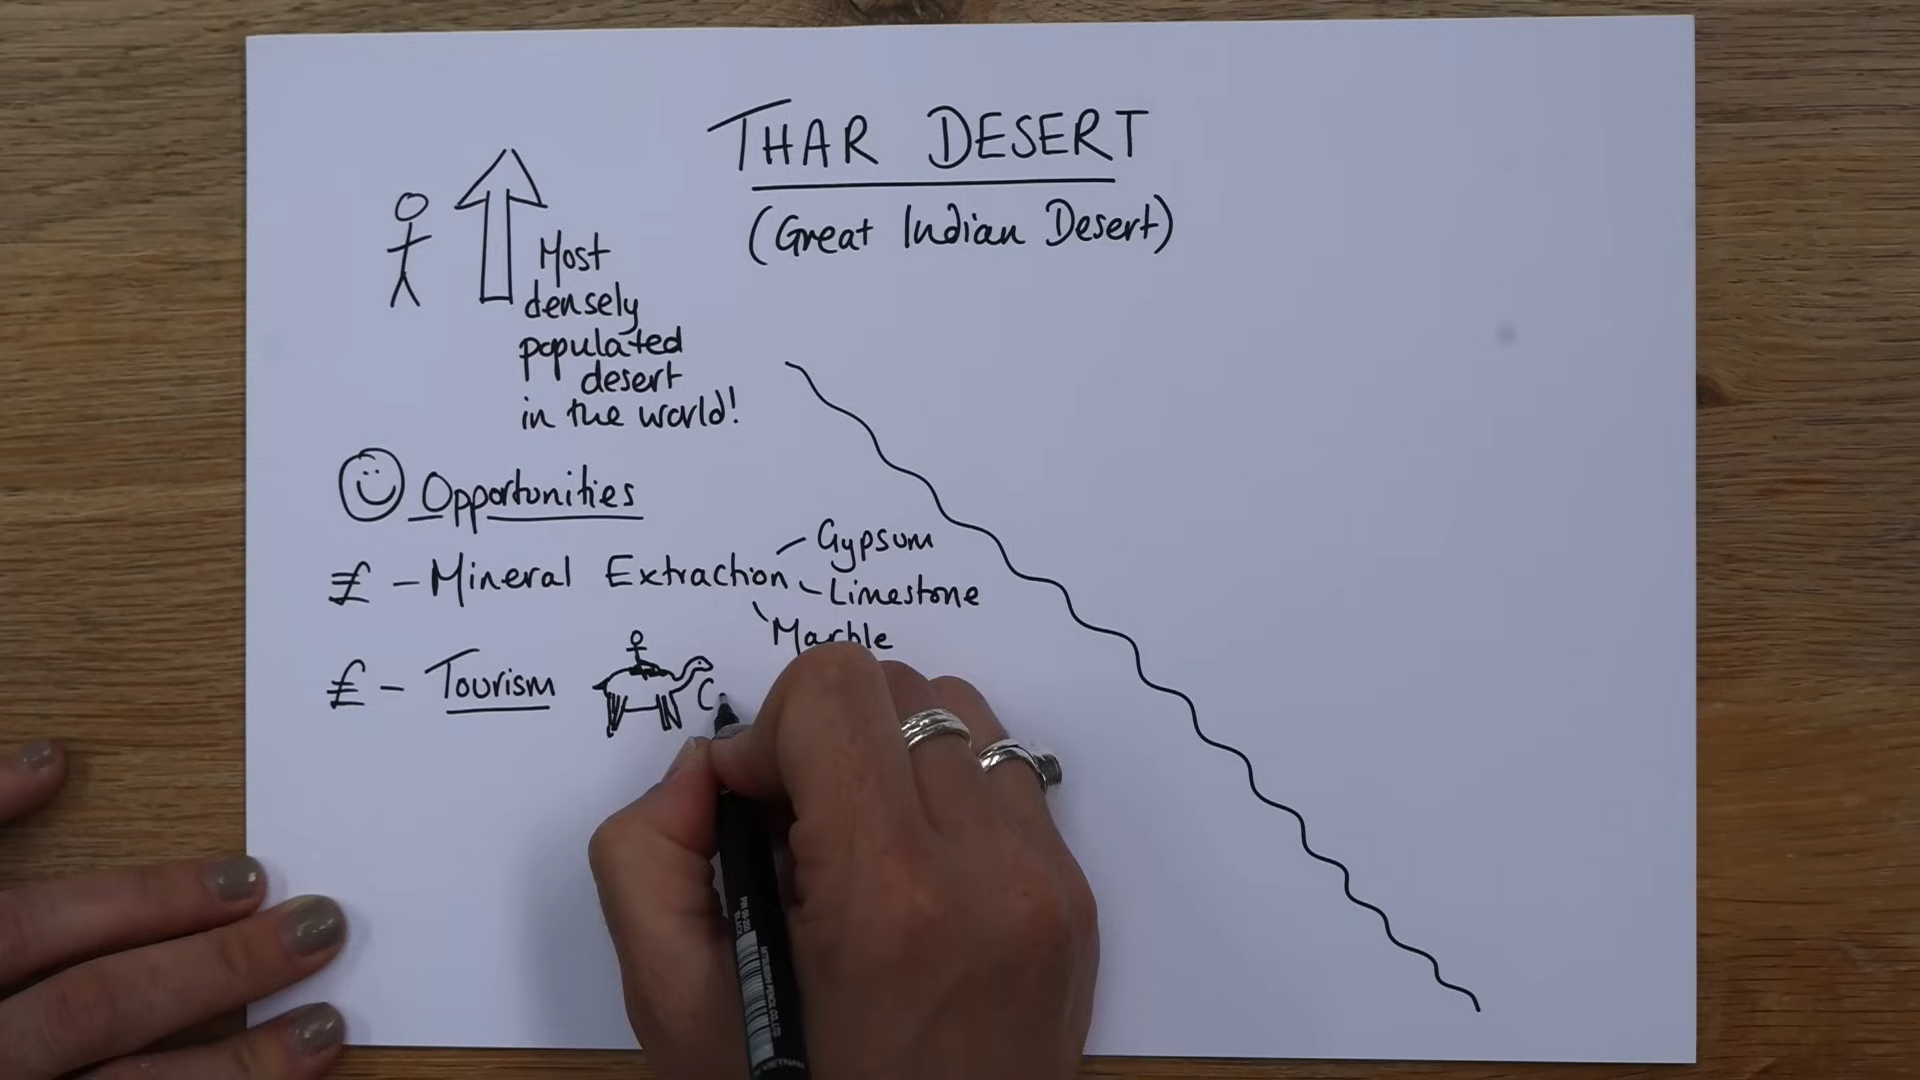 THAR DESERT
(Great Indian Desert)
Most
densely
populated
desert
in the world!
Opportunities
£ - Mineral Extraction
Gypsum
Limestone
Marble
£ - Tourism
C